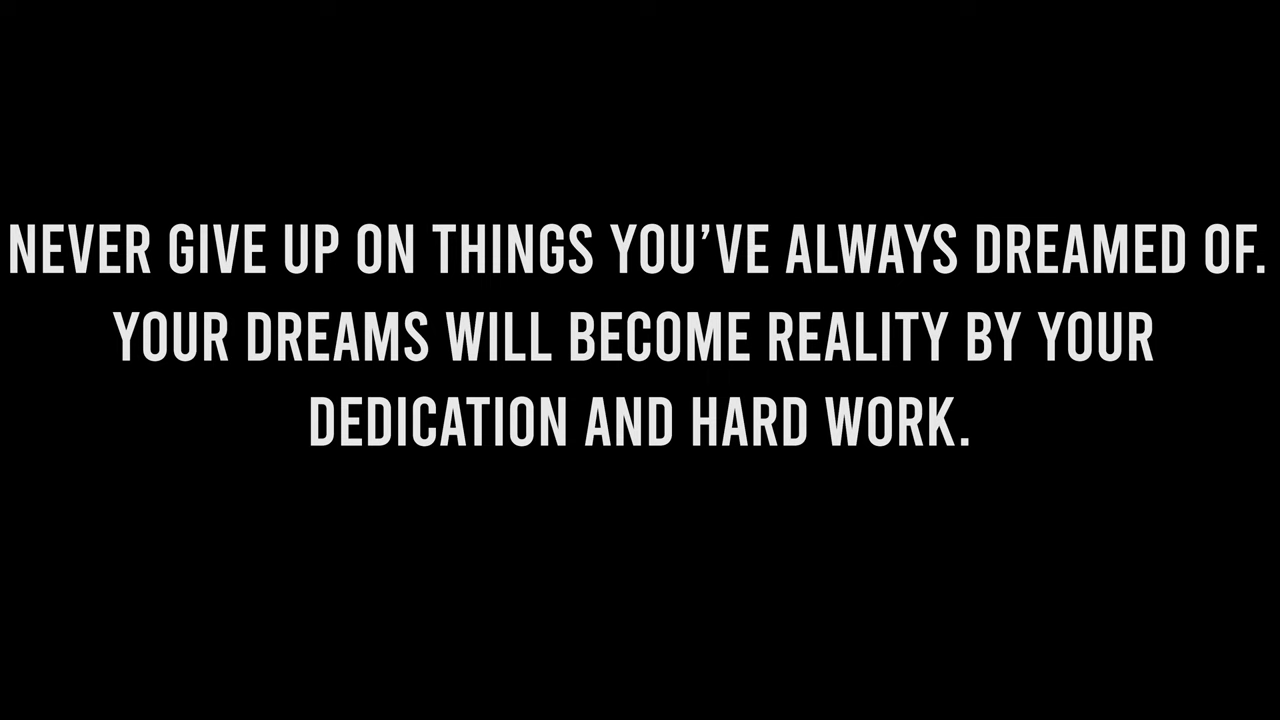 NEVER GIVE UP ON THINGS YOU’VE ALWAYS DREAMED OF.
YOUR DREAMS WILL BECOME REALITY BY YOUR
DEDICATION AND HARD WORK.